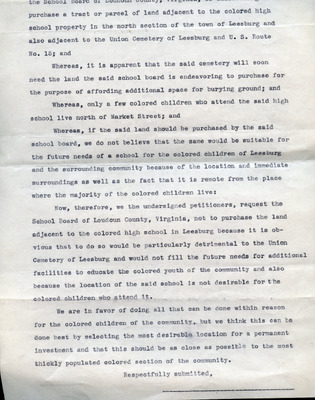 the School Board of Loudoun County, Virginia,
purchase a tract or parcel of land adjacent to the colored high
school property in the north section of the town of Leesburg and
also adjacent to the Union Cemetery of Leesburg and U. S. Route
No. 15; and
Whereas, it is apparent that the said cemetery will soon
need the land the said school board is endeavoring to purchase for
the purpose of affording additional space for burying ground; and
Whereas, only a few colored children who attend the said high
school live north of Market Street; and
Whereas, if the said land should be purchased by the said
school board, we do not believe that the same would be suitable for
the future needs of a school for the colored children of Leesburg
and the surrounding community because of the location and immediate
surroundings as well as the fact that it is remote from the place
where the majority of the colored children live:
Now, therefore, we the undersigned petitioners, request the
School Board of Loudoun County, Virginia, not to purchase the land
adjacent to the colored high school in Leesburg because it is ob-
vious that to do so would be particularly detrimental to the Union
Cemetery of Leesburg and would not fill the future needs for additional
facilities to educate the colored youth of the community and also
because the location of the said school is not desirable for the
colored children who attend it.
We are in favor of doing all that can be done within reason
for the colored children of the community, but we think this can be
done best by selecting the most desirable location for a permanent
investment and that this should be as close as possible to the most
thickly populated colored section of the community.
Respectfully submitted,